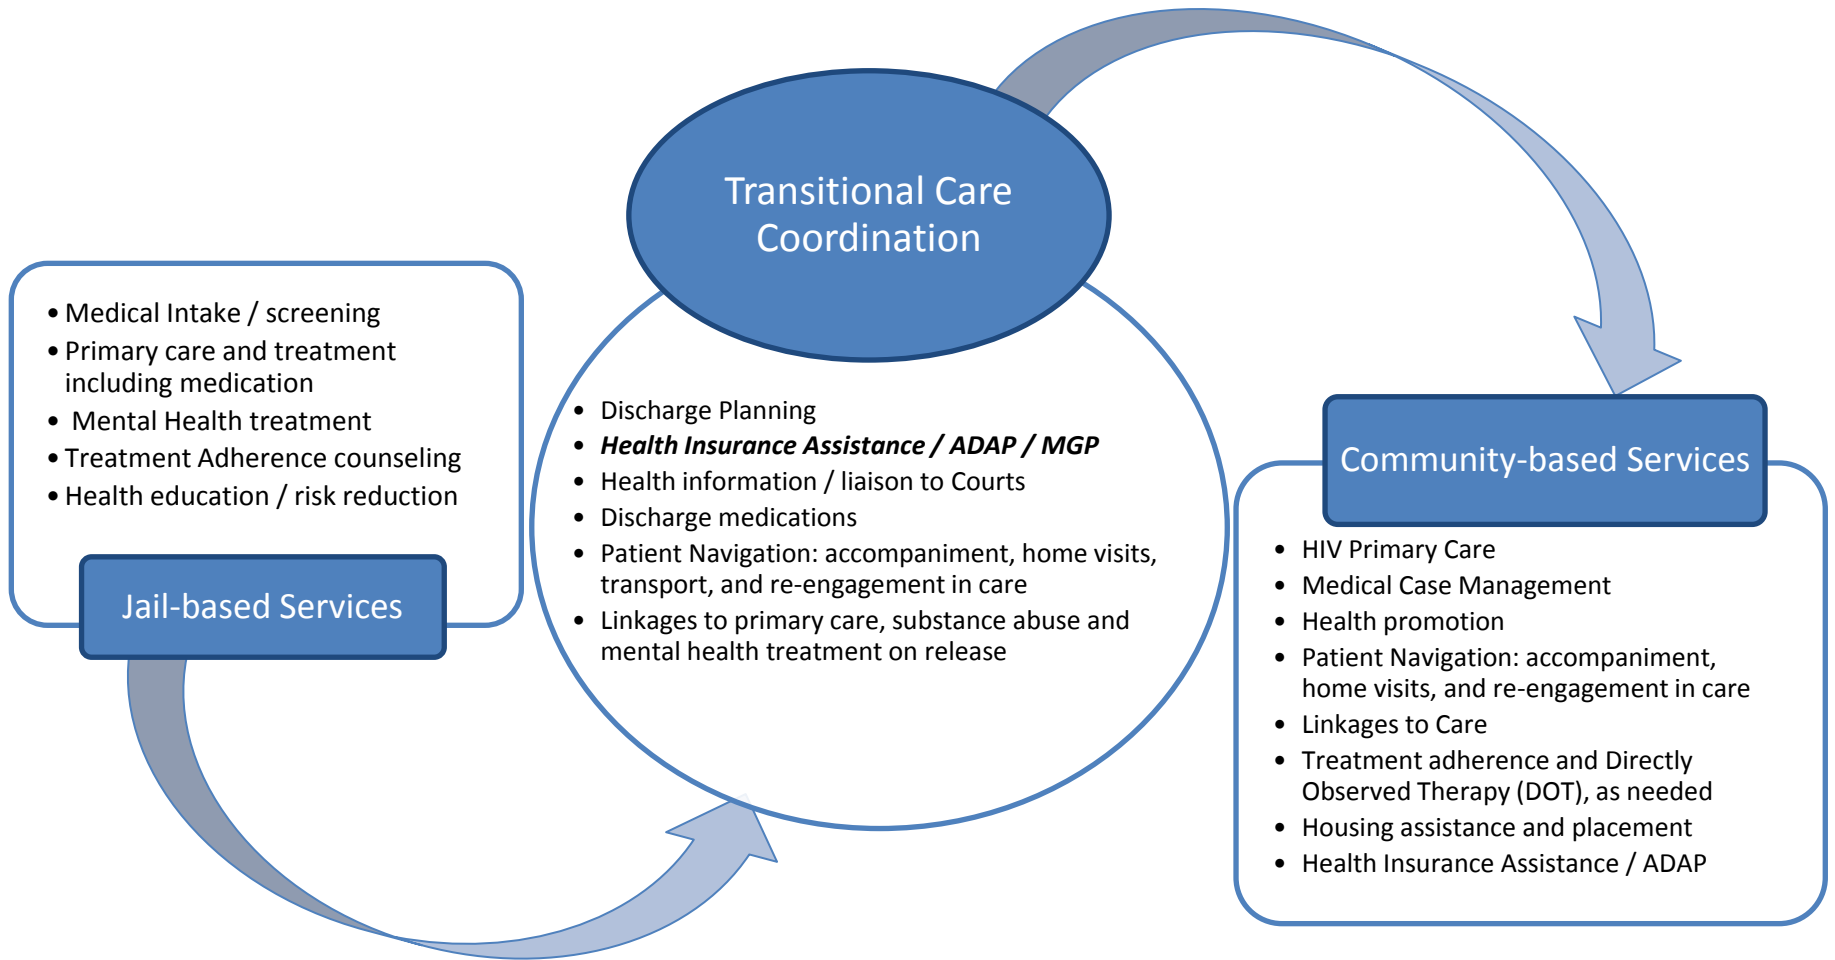 • Medical Intake / screening
• Primary care and treatment
including medication
• Mental Health treatment
• Treatment Adherence counseling
• Health education / risk reduction
Jail-based Services
Transitional Care
Coordination
• Discharge Planning
• Health Insurance Assistance / ADAP / MGP
• Health information / liaison to Courts
• Discharge medications
• Patient Navigation: accompaniment, home visits,
transport, and re-engagement in care
• Linkages to primary care, substance abuse and
mental health treatment on release
Community-based Services
• HIV Primary Care
• Medical Case Management
• Health promotion
• Patient Navigation: accompaniment,
home visits, and re-engagement in care
• Linkages to Care
• Treatment adherence and Directly
Observed Therapy (DOT), as needed
• Housing assistance and placement
• Health Insurance Assistance / ADAP